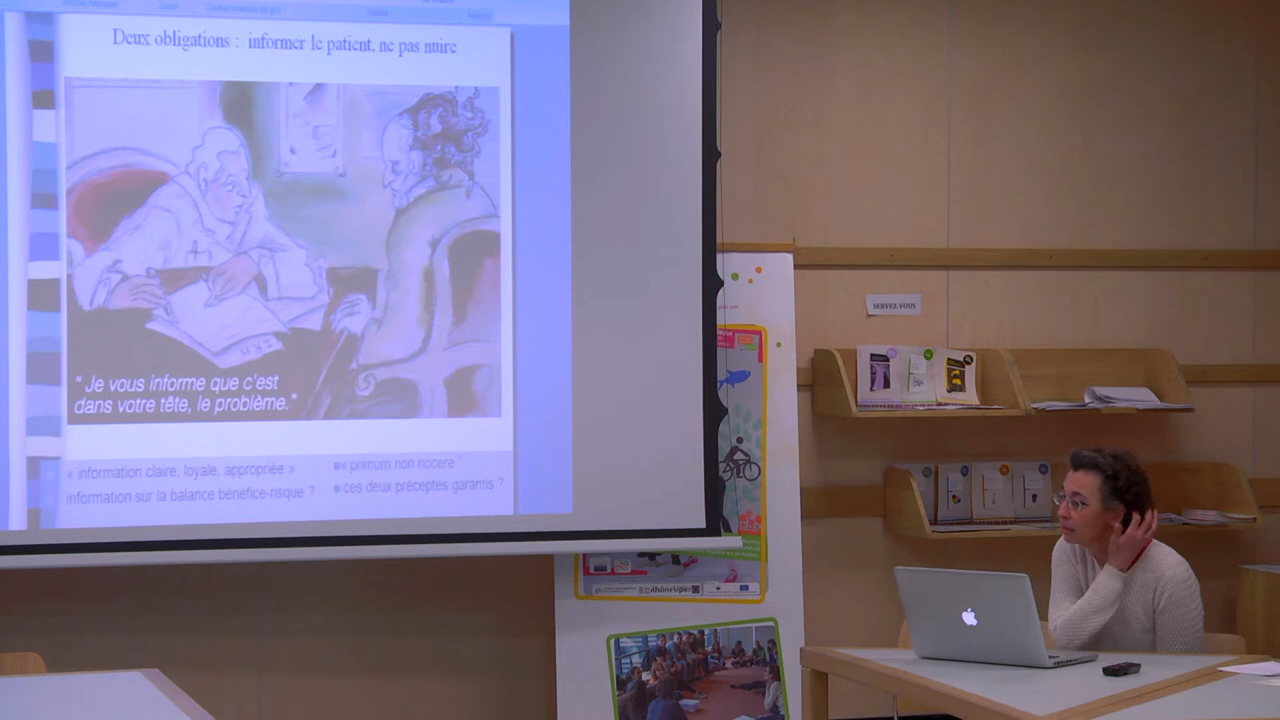 Deux obligations : informer le patient, ne pas nuire
“ Je vous informe que c'est
dans votre tête, le problème.”
« information claire, loyale, appropriée »
information sur la balance bénéfice-risque ?
« primum non nocere
ces deux préceptes garantis ?
SERVEZ-VOUS